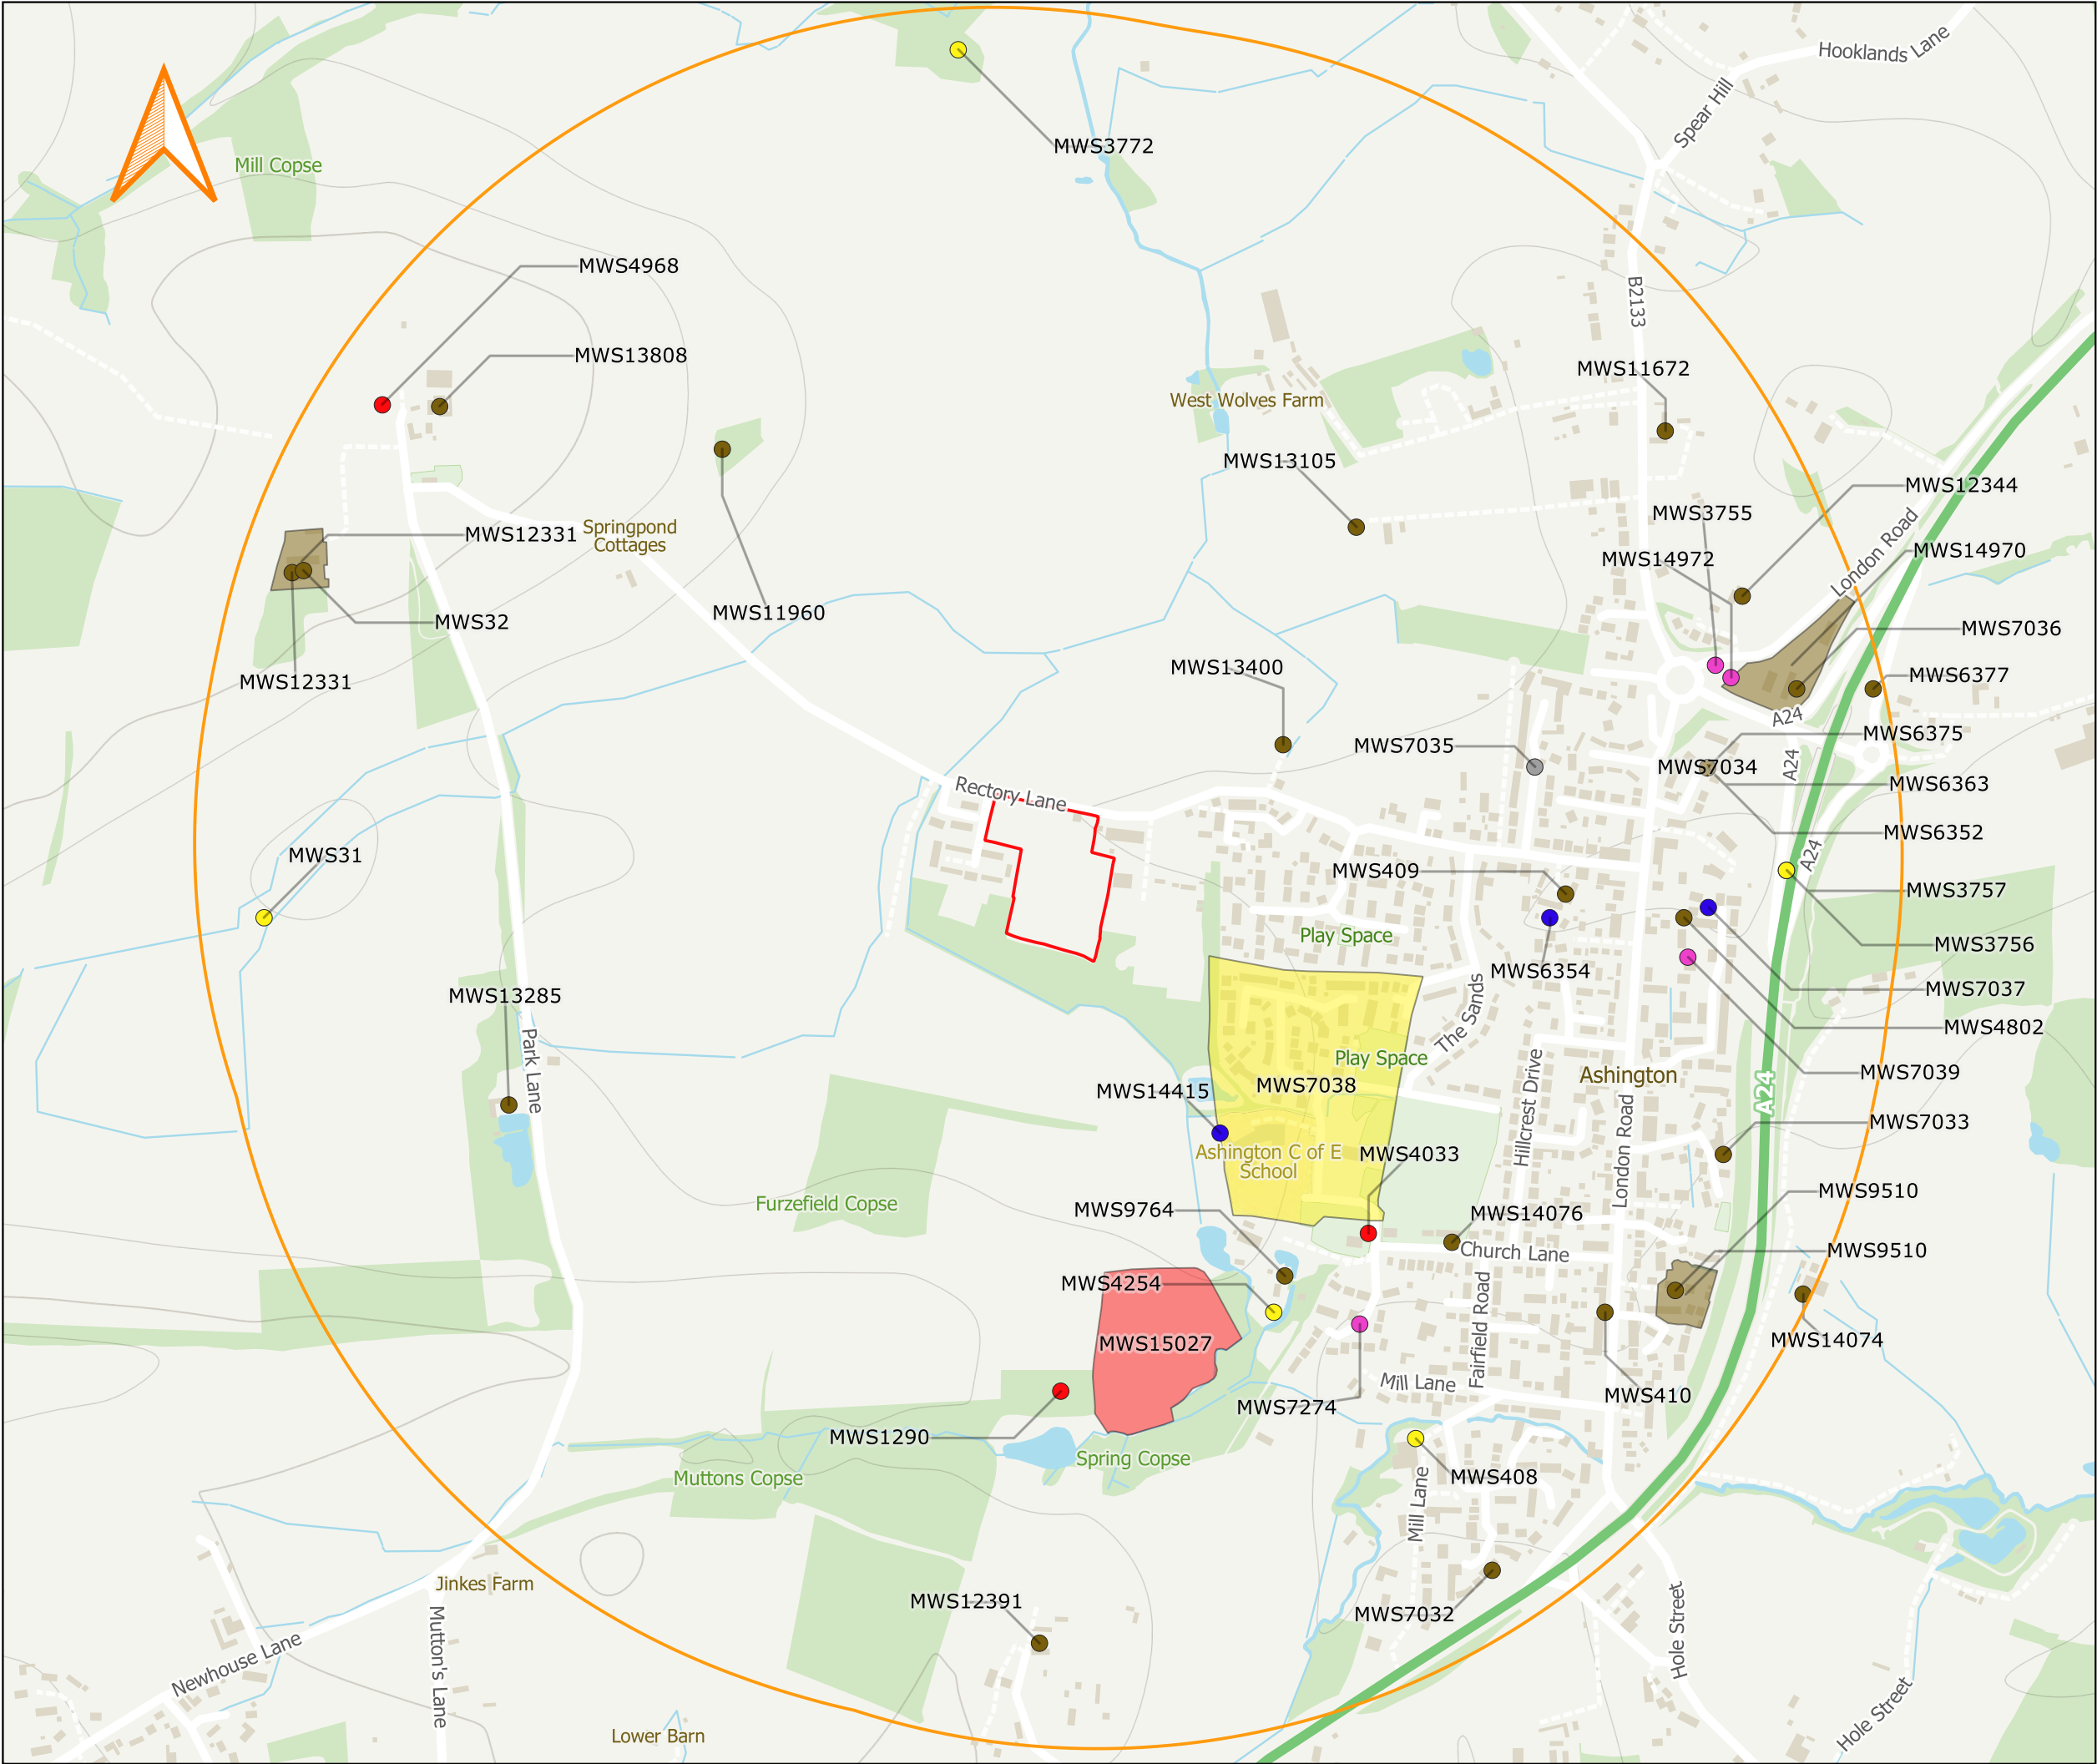 Hooklands Lane
Spear Hill
MWS3772
Mill Copse
MWS4968
B2133
MWS13808
MWS11672
West Wolves Farm
MWS13105
MWS12344
MWS3755
Springpond
Cottages
MWS12331
London Road
MWS14970
MWS14972
MWS11960
MWS32
MWS7036
MWS13400
MWS6377
MWS12331
A24
MWS6375
MWS7035
MWS7034
A24
MWS6363
Rectory Lane
MWS6352
MWS31
A24
MWS409
MWS3757
Play Space
MWS3756
MWS6354
MWS7037
MWS13285
The Sands
MWS4802
Park Lane
Play Space
MWS7038
Ashington
MWS7039
MWS14415
A24
Hillcrest Drive
MWS7033
Ashington C of E
School
MWS4033
London Road
MWS9510
Furzefield Copse
MWS9764
MWS14076
Church Lane
MWS9510
MWS4254
Fairfield Road
MWS15027
MWS14074
Mill Lane
MWS410
MWS7274
MWS1290
Spring Copse
Muttons Copse
MWS408
Mill Lane
Jinkes Farm
MWS12391
MWS7032
Hole Street
Newhouse Lane
Mutton's Lane
Hole Street
Lower Barn